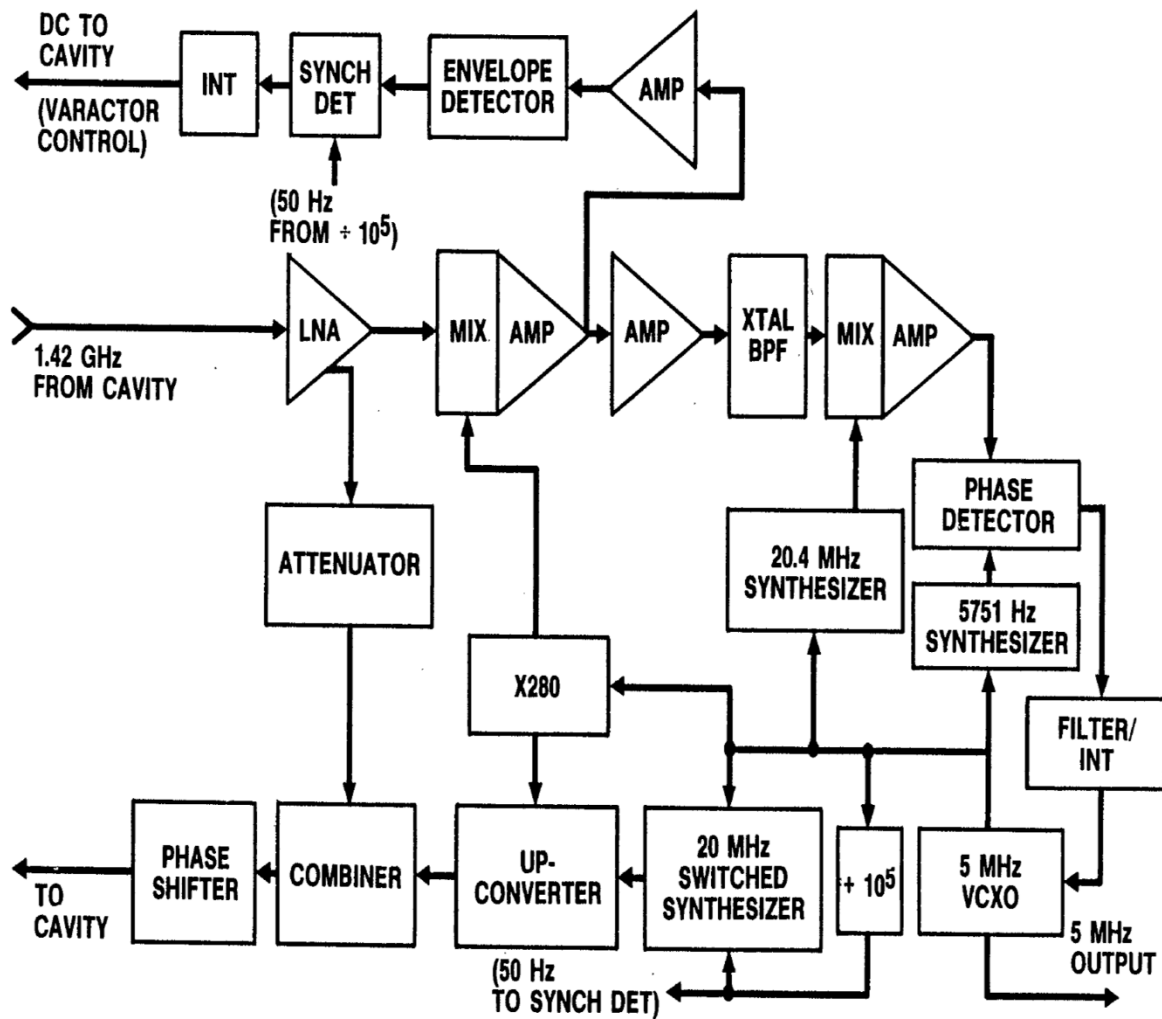 DC TO
CAVITY
(VARACTOR
CONTROL)
INT
SYNCH
DET
ENVELOPE
DETECTOR
AMP
(50 Hz
FROM ÷ 10⁵)
1.42 GHz
FROM CAVITY
LNA
MIX
AMP
AMP
XTAL
BPF
MIX
AMP
ATTENUATOR
20.4 MHz
SYNTHESIZER
PHASE
DETECTOR
5751 Hz
SYNTHESIZER
X280
FILTER/
INT
TO
CAVITY
PHASE
SHIFTER
COMBINER
UP-
CONVERTER
20 MHz
SWITCHED
SYNTHESIZER
÷ 10⁵
5 MHz
VCXO
5 MHz
OUTPUT
(50 Hz
TO SYNCH DET)